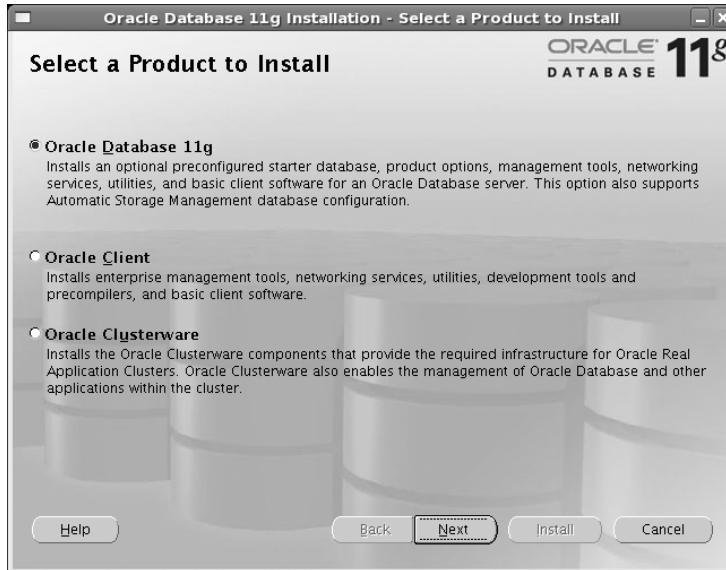 Oracle Database 11g Installation - Select a Product to Install
Select a Product to Install
ORACLE
DATABASE 11g
Oracle Database 11g
Installs an optional preconfigured starter database, product options, management tools, networking
services, utilities, and basic client software for an Oracle Database server. This option also supports
Automatic Storage Management database configuration.
Oracle Client
Installs enterprise management tools, networking services, utilities, development tools and
precompilers, and basic client software.
Oracle Clusterware
Installs the Oracle Clusterware components that provide the required infrastructure for Oracle Real
Application Clusters. Oracle Clusterware also enables the management of Oracle Database and other
applications within the cluster.
Help Back Next Install Cancel